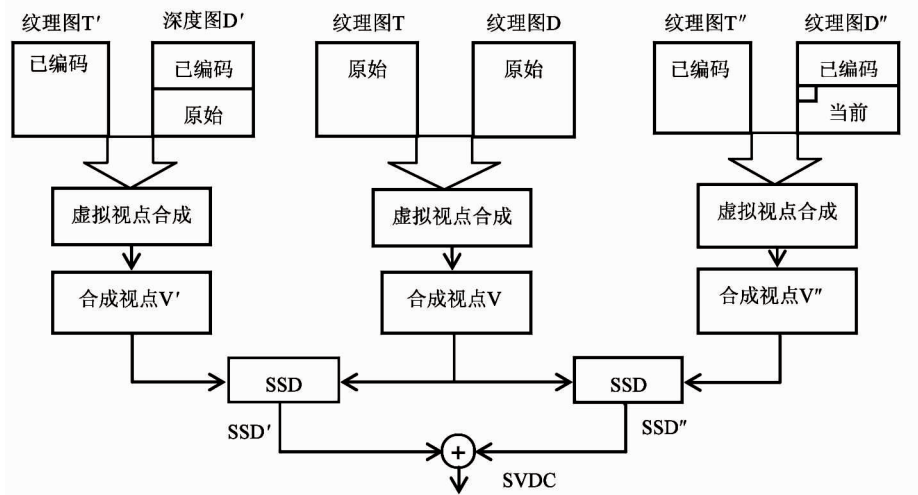 纹理图T′ 深度图D′ 纹理图T 纹理图D 纹理图T″ 纹理图D″
已编码 已编码 原始 原始 已编码 已编码
原始 当前
虚拟视点合成 虚拟视点合成 虚拟视点合成
合成视点V′ 合成视点V 合成视点V″
SSD SSD
SSD′ SSD″
+
SVDC